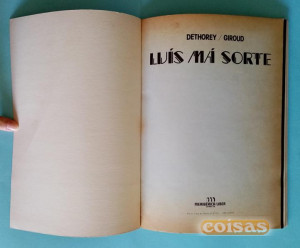 DETHOREY / GIROUD
LUÍS MÁ SORTE
coisas